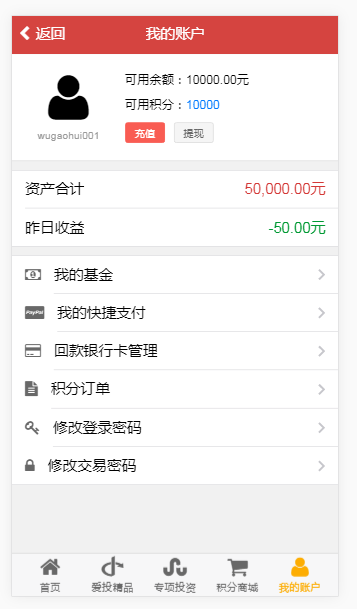 返回 我的账户
可用余额：10000.00元
可用积分：10000
wugaohui001
充值 提现
资产合计 50,000.00元
昨日收益 -50.00元
我的基金
PayPal 我的快捷支付
回款银行卡管理
积分订单
修改登录密码
修改交易密码
首页 爱投精品 专项投资 积分商城 我的账户